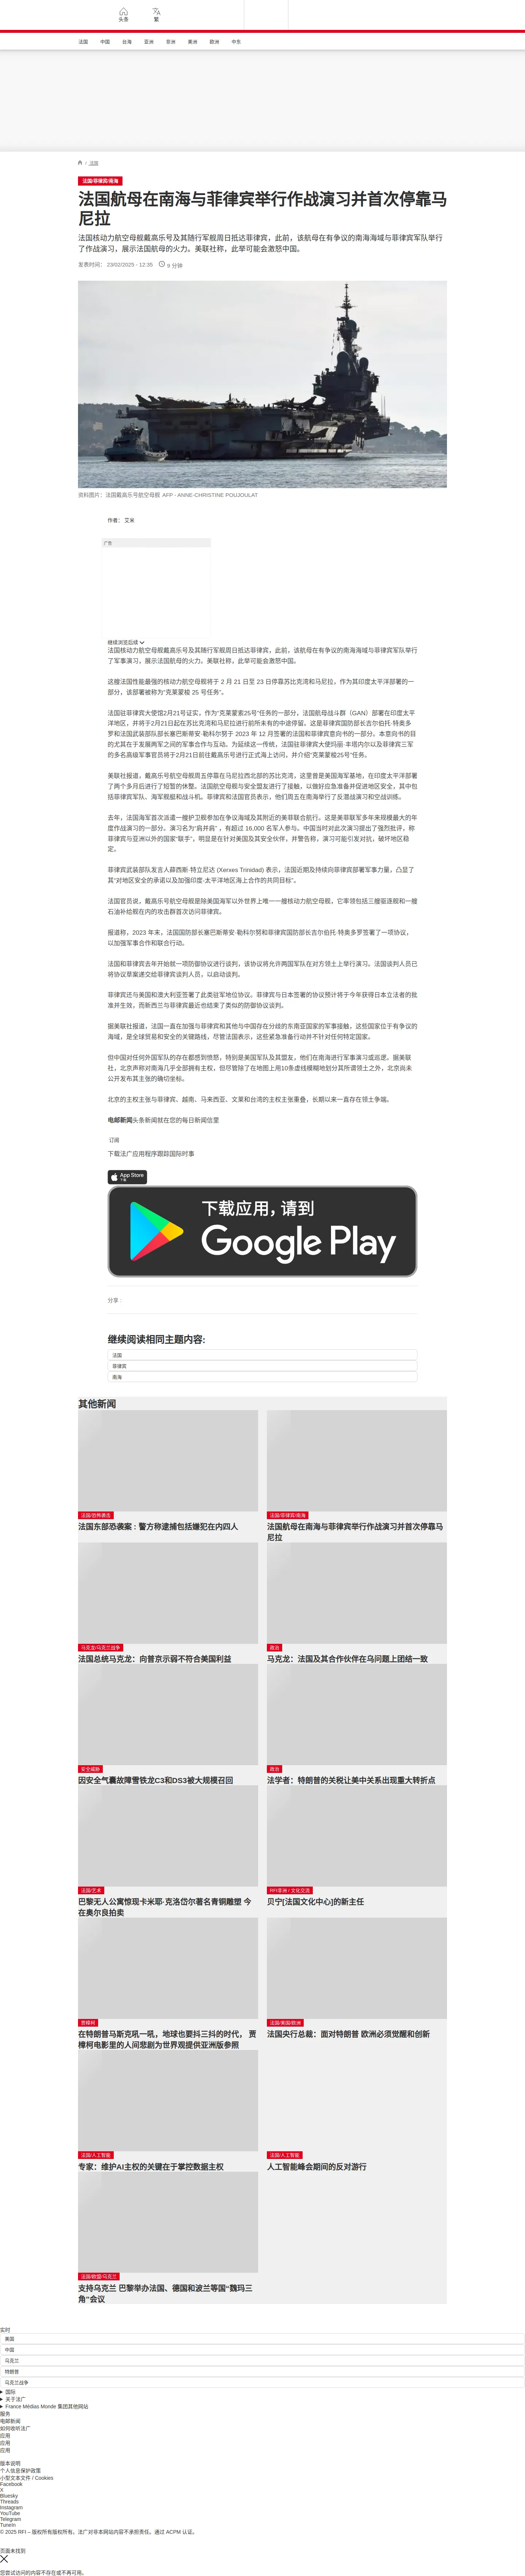 头条
繁
法国 中国 台海 亚洲 非洲 美洲 欧洲 中东
/ 法国
法国/菲律宾/南海
法国航母在南海与菲律宾举行作战演习并首次停靠马
尼拉
法国核动力航空母舰戴高乐号及其随行军舰周日抵达菲律宾，此前，该航母在有争议的南海海域与菲律宾军队举行
了作战演习，展示法国航母的火力。美联社称，此举可能会激怒中国。
发表时间： 23/02/2025 - 12:35 9 分钟
资料图片：法国戴高乐号航空母舰 AFP - ANNE-CHRISTINE POUJOULAT
作者： 艾米
广告
继续浏览后续
法国核动力航空母舰戴高乐号及其随行军舰周日抵达菲律宾，此前，该航母在有争议的南海海域与菲律宾军队举行
了军事演习，展示法国航母的火力。美联社称，此举可能会激怒中国。
这艘法国性能最强的核动力航空母舰将于 2 月 21 日至 23 日停靠苏比克湾和马尼拉，作为其印度太平洋部署的一
部分，该部署被称为“克莱蒙梭 25 号任务”。
法国驻菲律宾大使馆2月21号证实，作为“克莱蒙索25号”任务的一部分，法国航母战斗群（GAN）部署在印度太平
洋地区，并将于2月21日起在苏比克湾和马尼拉进行前所未有的中途停留。这是菲律宾国防部长吉尔伯托·特奥多
罗和法国武装部队部长塞巴斯蒂安·勒科尔努于 2023 年 12 月签署的法国和菲律宾意向书的一部分。本意向书的目
的尤其在于发展两军之间的军事合作与互动。为延续这一传统，法国驻菲律宾大使玛丽·丰塔内尔以及菲律宾三军
的多名高级军事官员将于2月21日前往戴高乐号进行正式海上访问，并介绍“克莱蒙梭25号”任务。
美联社报道，戴高乐号航空母舰周五停靠在马尼拉西北部的苏比克湾，这里曾是美国海军基地，在印度太平洋部署
了两个多月后进行了短暂的休整。法国航空母舰与安全盟友进行了接触，以做好应急准备并促进地区安全，其中包
括菲律宾军队、海军舰艇和战斗机。菲律宾和法国官员表示，他们周五在南海举行了反潜战演习和空战训练。
去年，法国海军首次派遣一艘护卫舰参加在争议海域及其附近的美菲联合航行。这是美菲联军多年来规模最大的年
度作战演习的一部分。演习名为“肩并肩”，有超过 16,000 名军人参与。中国当时对此次演习提出了强烈批评，称
菲律宾与亚洲以外的国家“联手”，明显是在针对美国及其安全伙伴，并警告称，演习可能引发对抗，破坏地区稳
定。
菲律宾武装部队发言人薛西斯·特立尼达 (Xerxes Trinidad) 表示，法国近期及持续向菲律宾部署军事力量，凸显了
其“对地区安全的承诺以及加强印度-太平洋地区海上合作的共同目标”。
法国官员说，戴高乐号航空母舰是除美国海军以外世界上唯一一艘核动力航空母舰，它率领包括三艘驱逐舰和一艘
石油补给舰在内的攻击群首次访问菲律宾。
报道称，2023 年末，法国国防部长塞巴斯蒂安·勒科尔努和菲律宾国防部长吉尔伯托·特奥多罗签署了一项协议，
以加强军事合作和联合行动。
法国和菲律宾去年开始就一项防御协议进行谈判，该协议将允许两国军队在对方领土上举行演习。法国谈判人员已
将协议草案递交给菲律宾谈判人员，以启动谈判。
菲律宾还与美国和澳大利亚签署了此类驻军地位协议。菲律宾与日本签署的协议预计将于今年获得日本立法者的批
准并生效，而新西兰与菲律宾最近也结束了类似的防御协议谈判。
据美联社报道，法国一直在加强与菲律宾和其他与中国存在分歧的东南亚国家的军事接触，这些国家位于有争议的
海域，是全球贸易和安全的关键路线，尽管法国表示，这些紧急准备行动并不针对任何特定国家。
但中国对任何外国军队的存在都感到愤怒，特别是美国军队及其盟友，他们在南海进行军事演习或巡逻。据美联
社，北京声称对南海几乎全部拥有主权，但尽管除了在地图上用10条虚线模糊地划分其所谓领土之外，北京尚未
公开发布其主张的确切坐标。
北京的主权主张与菲律宾、越南、马来西亚、文莱和台湾的主权主张重叠，长期以来一直存在领土争端。
电邮新闻头条新闻就在您的每日新闻信里
订阅
下载法广应用程序跟踪国际时事
App Store
下载
下载应用，请到
Google Play
分享 :
继续阅读相同主题内容:
法国
菲律宾
南海
其他新闻
法国/恐怖袭击
法国东部恐袭案：警方称逮捕包括嫌犯在内四人
法国/菲律宾/南海
法国航母在南海与菲律宾举行作战演习并首次停靠马
尼拉
马克龙/乌克兰战争
法国总统马克龙：向普京示弱不符合美国利益
政治
马克龙：法国及其合作伙伴在乌问题上团结一致
安全威胁
因安全气囊故障雪铁龙C3和DS3被大规模召回
政治
法学者：特朗普的关税让美中关系出现重大转折点
法国/艺术
巴黎无人公寓惊现卡米耶·克洛岱尔著名青铜雕塑 今
在奥尔良拍卖
RFI非洲 / 文化交流
贝宁[法国文化中心]的新主任
贾樟柯
在特朗普马斯克吼一吼，地球也要抖三抖的时代， 贾
樟柯电影里的人间悲剧为世界观提供亚洲版参照
法国/美国/欧洲
法国央行总裁：面对特朗普 欧洲必须觉醒和创新
法国/人工智能
专家：维护AI主权的关键在于掌控数据主权
法国/人工智能
人工智能峰会期间的反对游行
法国/欧盟/乌克兰
支持乌克兰 巴黎举办法国、德国和波兰等国“魏玛三
角”会议
实时
美国
中国
乌克兰
特朗普
乌克兰战争
国际
关于法广
France Médias Monde 集团其他网站
服务
电邮新闻
如何收听法广
应用
应用
应用
版本说明
个人信息保护政策
小型文本文件 / Cookies
Facebook
X
Bluesky
Threads
Instagram
YouTube
Telegram
TuneIn
© 2025 RFI – 版权所有版权所有。法广对非本网站内容不承担责任。通过 ACPM 认证。
页面未找到
您尝试访问的内容不存在或不再可用。